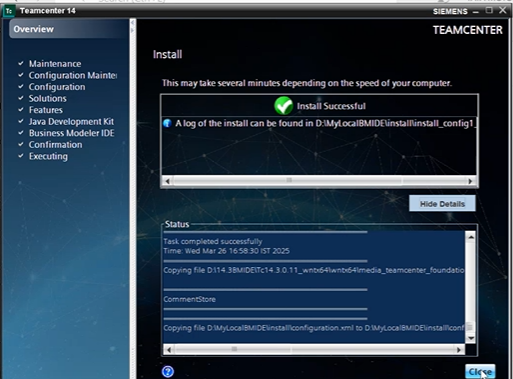 Teamcenter 14
SIEMENS
Overview
TEAMCENTER
Maintenance
Configuration Mainte
Configuration
Solutions
Features
Java Development Kit
Business Modeler IDE
Confirmation
Executing
Install
This may take several minutes depending on the speed of your computer.
Install Successful
A log of the install can be found in D:\MyLocalBMIDE\install\install_config1_
Hide Details
Status
Task completed successfully
Time: Wed Mar 26 16:58:30 IST 2025
Copying file D:\14.3BMIDE\Tc14.3.0.11_wntx64\wntx64\media_teamcenter_foundatio
CommentStore
Copying file D:\MyLocalBMIDE\install\configuration.xml to D:\MyLocalBMIDE\install\conf
Close